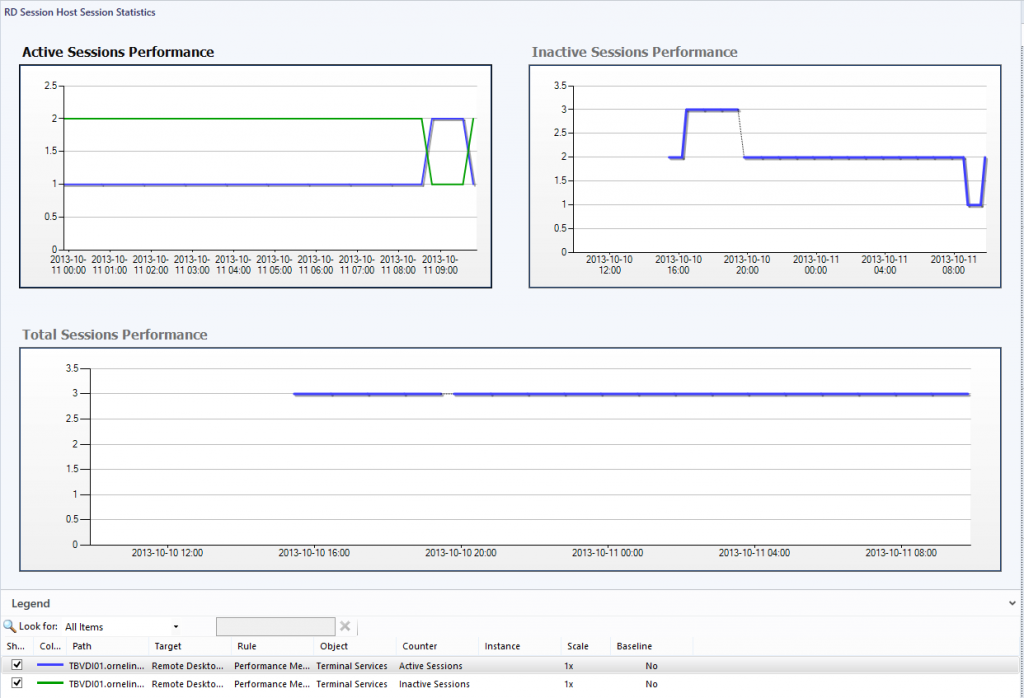 RD Session Host Session Statistics
Active Sessions Performance
2.5
2
1.5
1
0.5
0
2013-10- 2013-10- 2013-10- 2013-10- 2013-10- 2013-10- 2013-10- 2013-10- 2013-10- 2013-10-
11 00:00 11 01:00 11 02:00 11 03:00 11 04:00 11 05:00 11 06:00 11 07:00 11 08:00 11 09:00
Inactive Sessions Performance
3.5
3
2.5
2
1.5
1
0.5
0
2013-10-10 2013-10-10 2013-10-10 2013-10-11 2013-10-11 2013-10-11
12:00 16:00 20:00 00:00 04:00 08:00
Total Sessions Performance
3.5
3
2.5
2
1.5
1
0.5
0
2013-10-10 12:00 2013-10-10 16:00 2013-10-10 20:00 2013-10-11 00:00 2013-10-11 04:00 2013-10-11 08:00
Legend
Look for: All Items
Sh... Col... Path Target Rule Object Counter Instance Scale Baseline
TBVDI01.ornelin... Remote Deskto... Performance Me... Terminal Services Active Sessions 1x No
TBVDI01.ornelin... Remote Deskto... Performance Me... Terminal Services Inactive Sessions 1x No